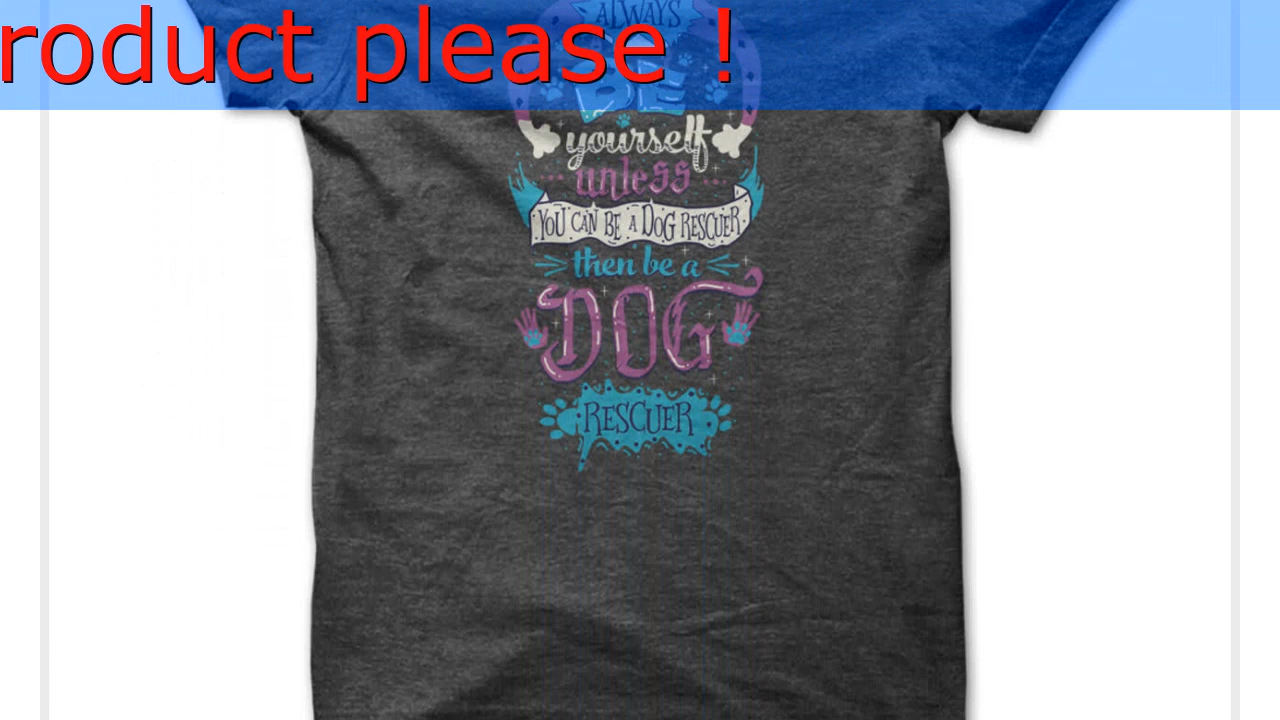 roduct please !
ALWAYS
BE
yourself
unless
YOU CAN BE A DOG RESCUER
then be a
DOG
RESCUER